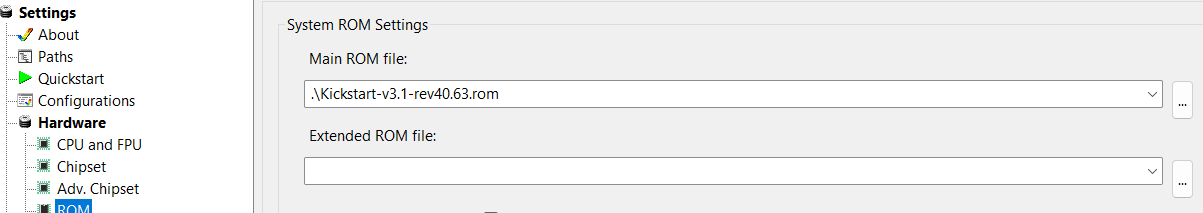 Settings
About
Paths
Quickstart
Configurations
Hardware
CPU and FPU
Chipset
Adv. Chipset
ROM
System ROM Settings
Main ROM file:
.\Kickstart-v3.1-rev40.63.rom
...
Extended ROM file:
...